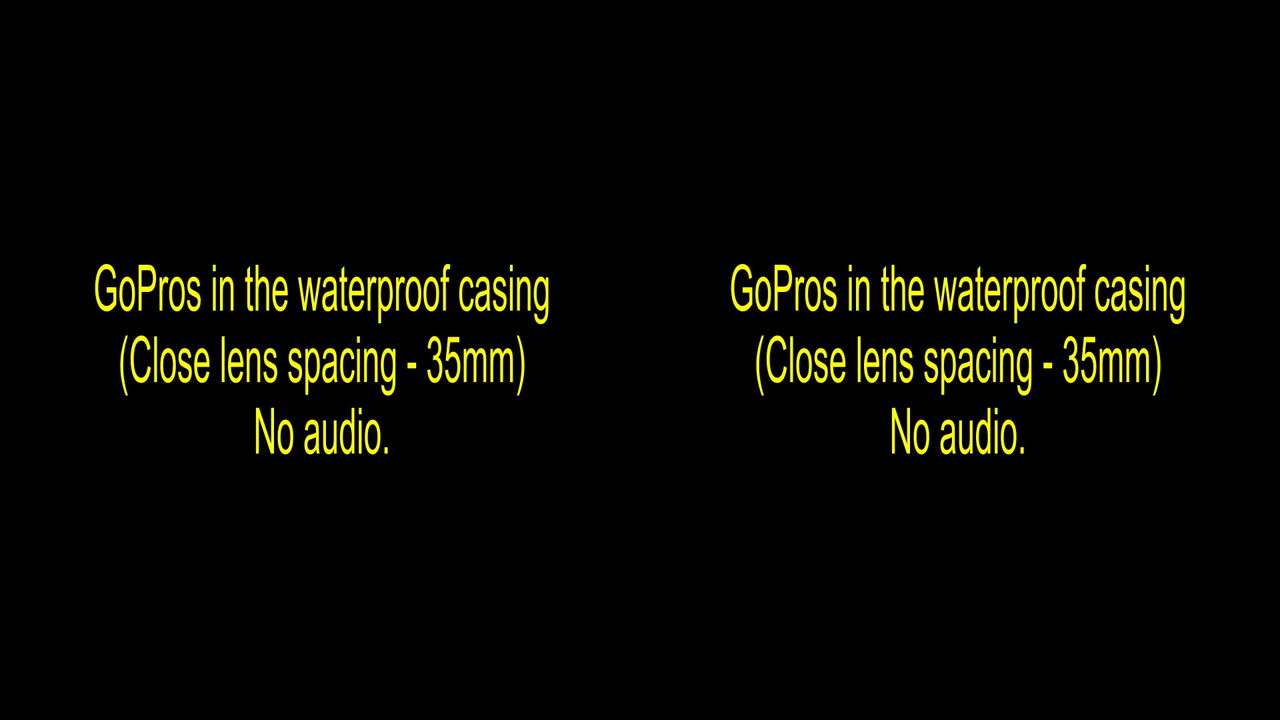 GoPros in the waterproof casing
(Close lens spacing - 35mm)
No audio.
GoPros in the waterproof casing
(Close lens spacing - 35mm)
No audio.